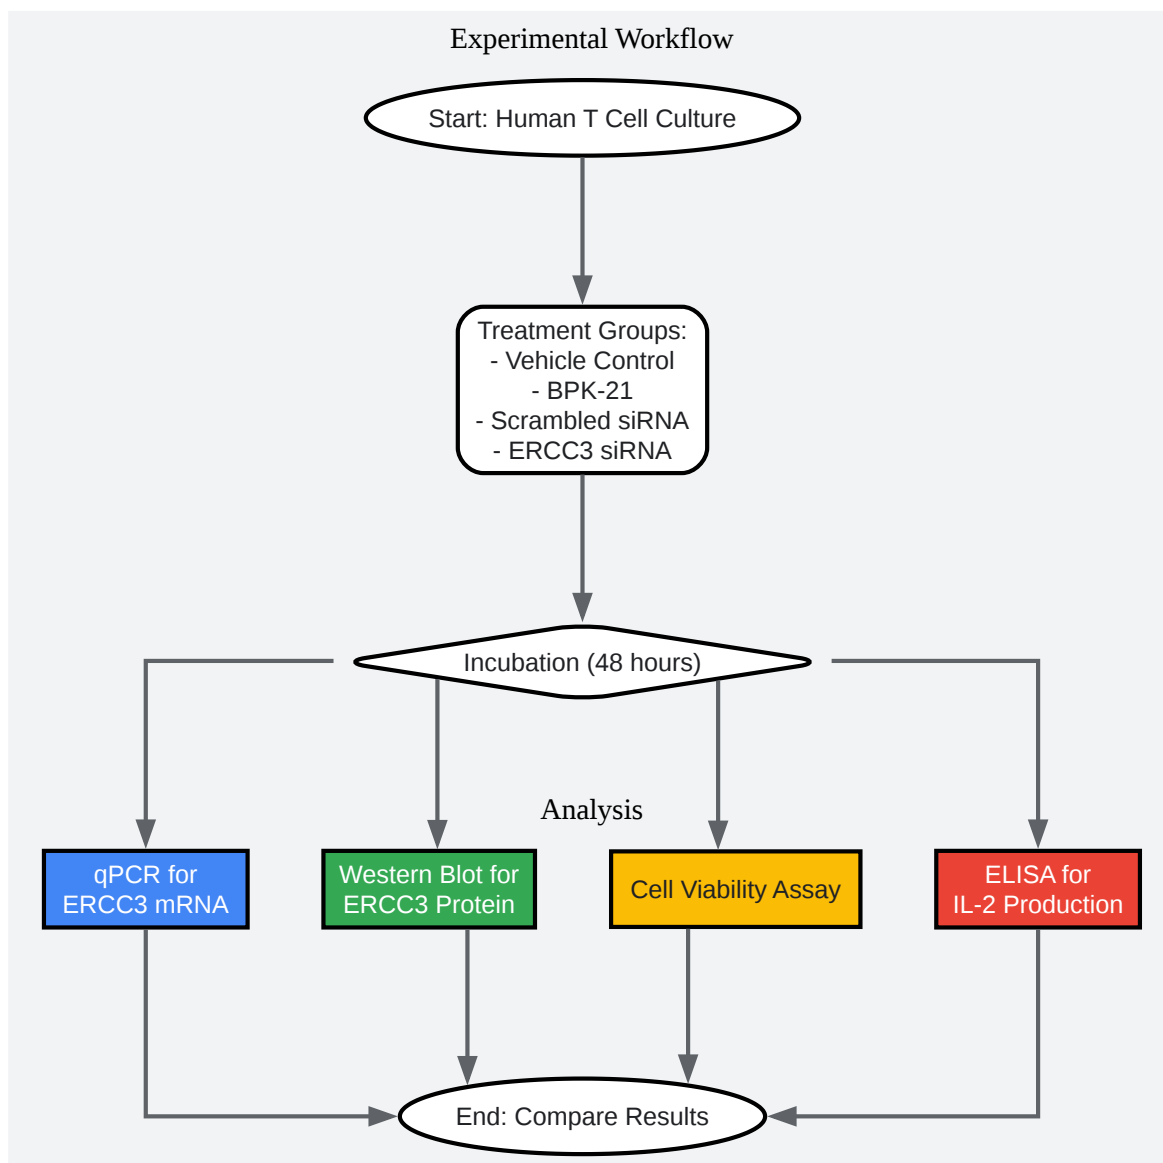 Experimental Workflow
Start: Human T Cell Culture
Treatment Groups:
- Vehicle Control
- BPK-21
- Scrambled siRNA
- ERCC3 siRNA
Incubation (48 hours)
Analysis
qPCR for
ERCC3 mRNA
Western Blot for
ERCC3 Protein
Cell Viability Assay
ELISA for
IL-2 Production
End: Compare Results